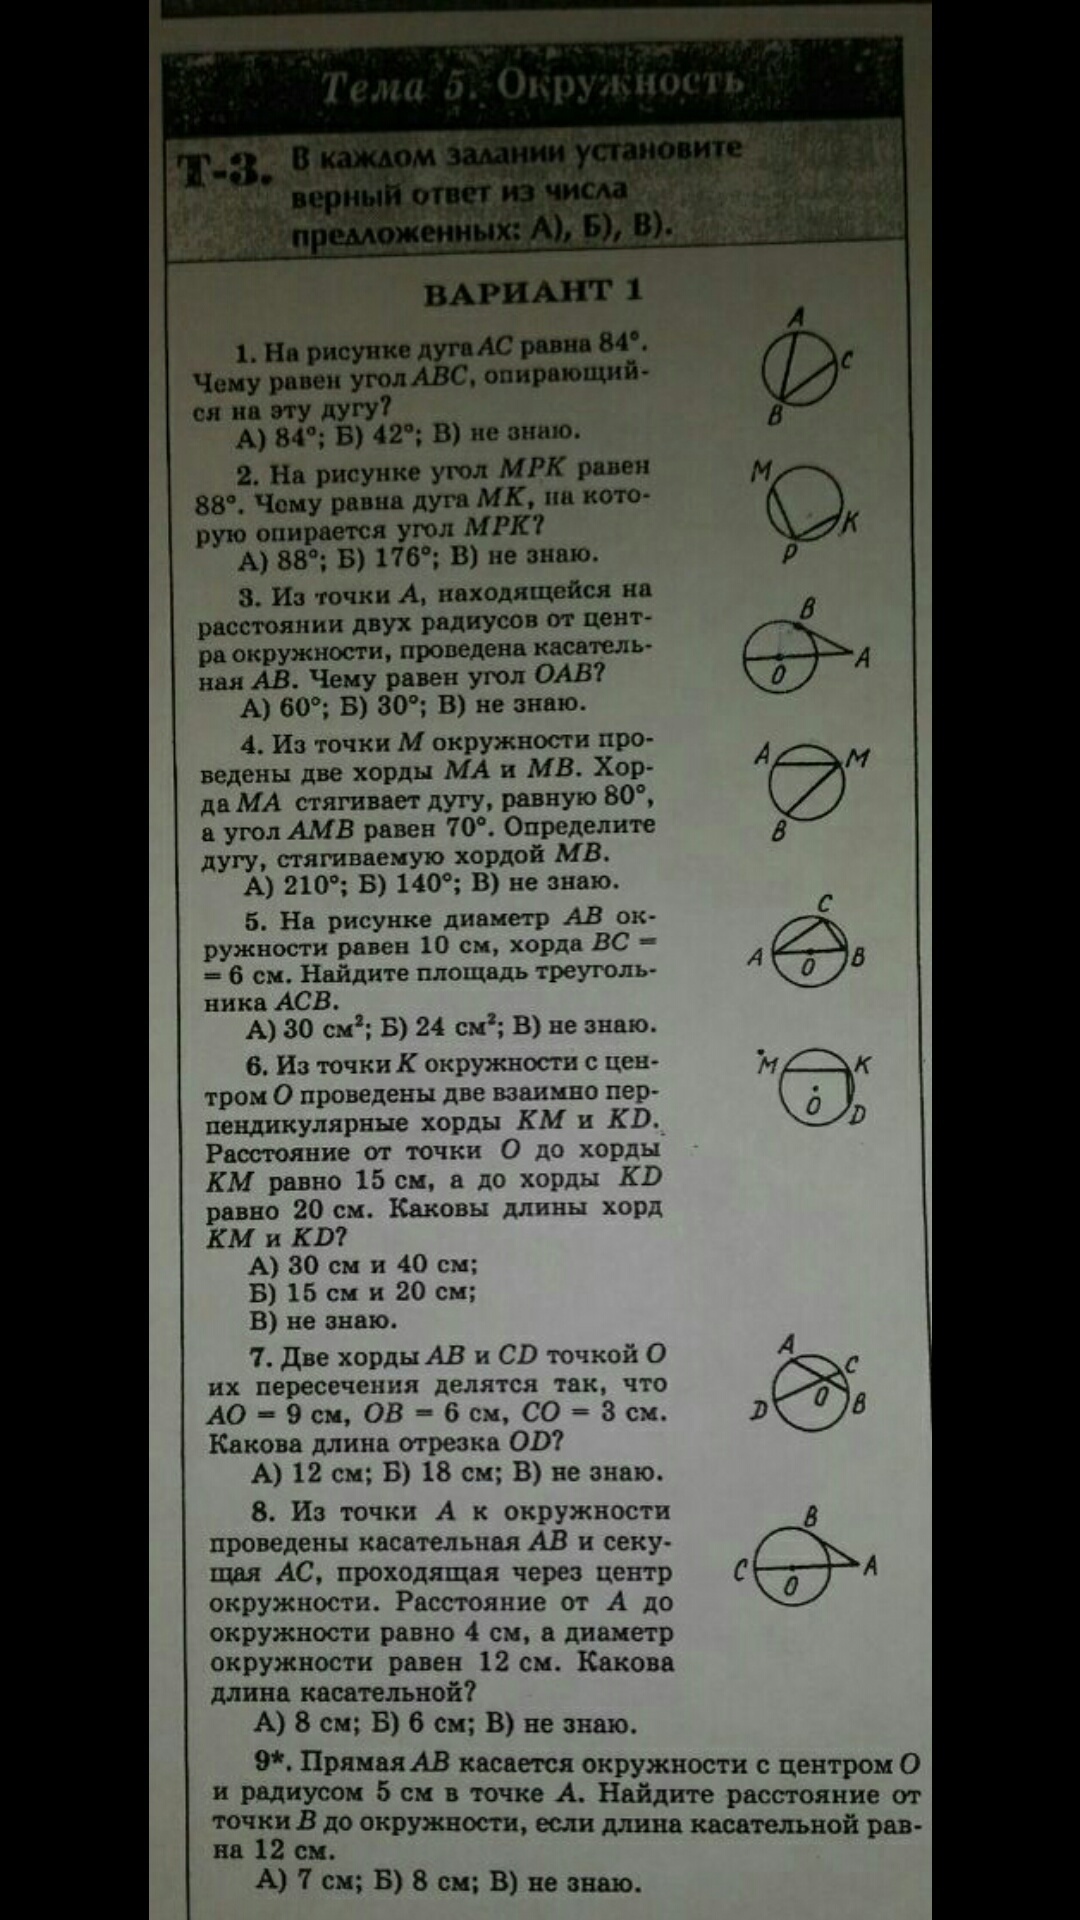 Тема 5. Окружность
Т-3.
В каждом задании установите
верный ответ из числа
предложенных: А), Б), В).
ВАРИАНТ 1
1. На рисунке дуга AC равна 84°.
Чему равен угол ABC, опирающий-
ся на эту дугу?
А) 84°; Б) 42°; В) не знаю.
A
C
B
2. На рисунке угол MPK равен
88°. Чему равна дуга MK, на кото-
рую опирается угол MPK?
А) 88°; Б) 176°; В) не знаю.
M
K
P
3. Из точки A, находящейся на
расстоянии двух радиусов от цент-
ра окружности, проведена касатель-
ная AB. Чему равен угол OAB?
А) 60°; Б) 30°; В) не знаю.
B
A
O
4. Из точки M окружности про-
ведены две хорды MA и MB. Хор-
да MA стягивает дугу, равную 80°,
а угол AMB равен 70°. Определите
дугу, стягиваемую хордой MB.
А) 210°; Б) 140°; В) не знаю.
A
M
B
5. На рисунке диаметр AB ок-
ружности равен 10 см, хорда BC =
= 6 см. Найдите площадь треуголь-
ника ACB.
А) 30 см²; Б) 24 см²; В) не знаю.
C
A
O
B
6. Из точки K окружности с цен-
тром O проведены две взаимно пер-
пендикулярные хорды KM и KD.
Расстояние от точки O до хорды
KM равно 15 см, а до хорды KD
равно 20 см. Каковы длины хорд
KM и KD?
А) 30 см и 40 см;
Б) 15 см и 20 см;
В) не знаю.
M
K
O
D
7. Две хорды AB и CD точкой O
их пересечения делятся так, что
AO = 9 см, OB = 6 см, CO = 3 см.
Какова длина отрезка OD?
А) 12 см; Б) 18 см; В) не знаю.
A
C
O
D
B
8. Из точки A к окружности
проведены касательная AB и секу-
щая AC, проходящая через центр
окружности. Расстояние от A до
окружности равно 4 см, а диаметр
окружности равен 12 см. Какова
длина касательной?
А) 8 см; Б) 6 см; В) не знаю.
B
C
A
O
9*. Прямая AB касается окружности с центром O
и радиусом 5 см в точке A. Найдите расстояние от
точки B до окружности, если длина касательной рав-
на 12 см.
А) 7 см; Б) 8 см; В) не знаю.